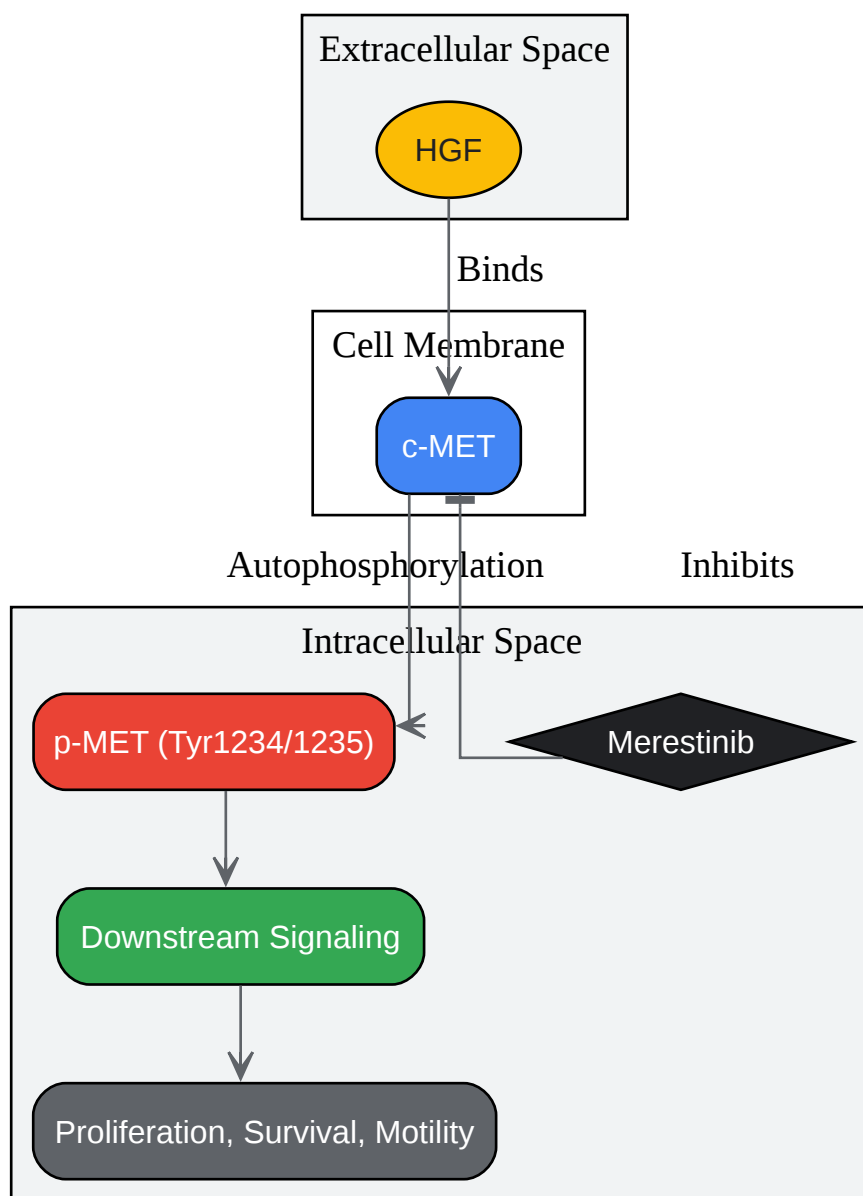 Extracellular Space
HGF
Binds
Cell Membrane
c-MET
Autophosphorylation
Inhibits
Intracellular Space
p-MET (Tyr1234/1235)
Merestinib
Downstream Signaling
Proliferation, Survival, Motility